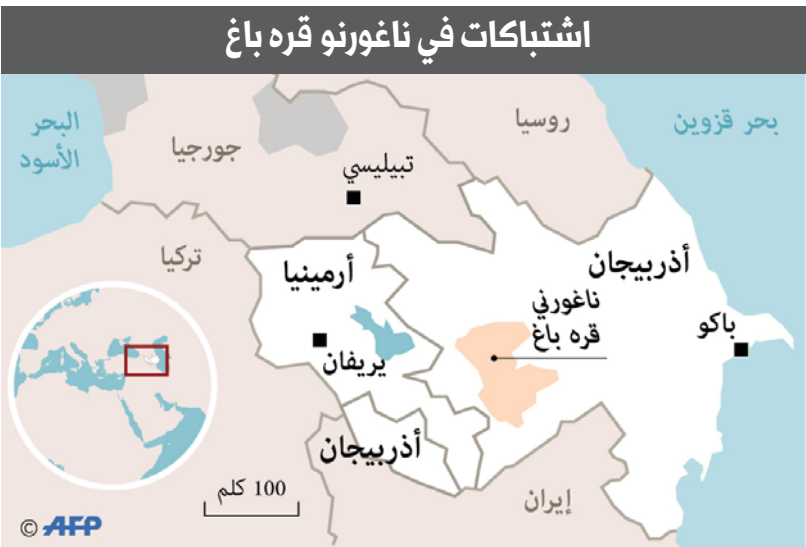 اشتباكات في ناغورنو قره باغ
بحر قزوين
روسيا
البحر
الأسود
جورجيا
تبيليسي
تركيا
أرمينيا
أذربيجان
ناغورني
قره باغ
باكو
يريفان
أذربيجان
إيران
100 كلم
© AFP